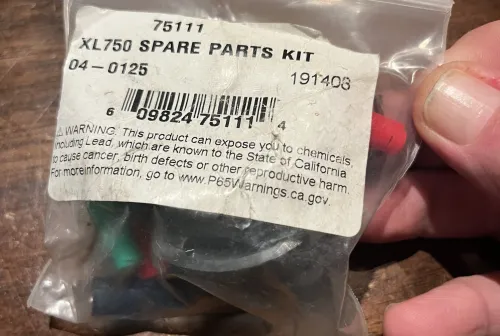 75111
XL750 SPARE PARTS KIT
04-0125 191403
6 09824 75111 4
⚠ WARNING: This product can expose you to chemicals,
including Lead, which are known to the State of California
to cause cancer, birth defects or other reproductive harm.
For more information, go to www.P65Warnings.ca.gov.